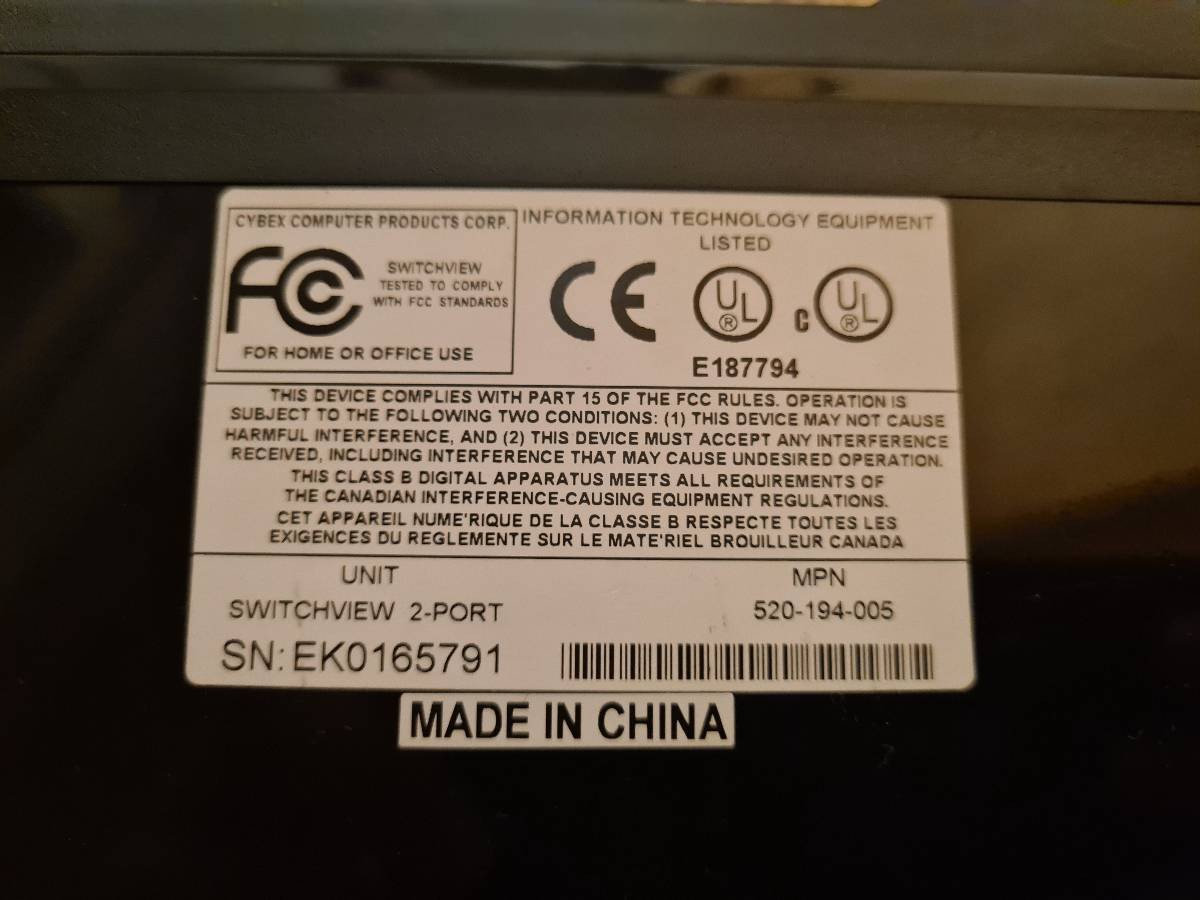 CYBEX COMPUTER PRODUCTS CORP.
FC
SWITCHVIEW
TESTED TO COMPLY
WITH FCC STANDARDS
FOR HOME OR OFFICE USE
INFORMATION TECHNOLOGY EQUIPMENT
LISTED
CE UL ® C UL ®
E187794
THIS DEVICE COMPLIES WITH PART 15 OF THE FCC RULES. OPERATION IS
SUBJECT TO THE FOLLOWING TWO CONDITIONS: (1) THIS DEVICE MAY NOT CAUSE
HARMFUL INTERFERENCE, AND (2) THIS DEVICE MUST ACCEPT ANY INTERFERENCE
RECEIVED, INCLUDING INTERFERENCE THAT MAY CAUSE UNDESIRED OPERATION.
THIS CLASS B DIGITAL APPARATUS MEETS ALL REQUIREMENTS OF
THE CANADIAN INTERFERENCE-CAUSING EQUIPMENT REGULATIONS.
CET APPAREIL NUME'RIQUE DE LA CLASSE B RESPECTE TOUTES LES
EXIGENCES DU REGLEMENTE SUR LE MATE'RIEL BROUILLEUR CANADA
UNIT MPN
SWITCHVIEW 2-PORT 520-194-005
SN: EK0165791
MADE IN CHINA